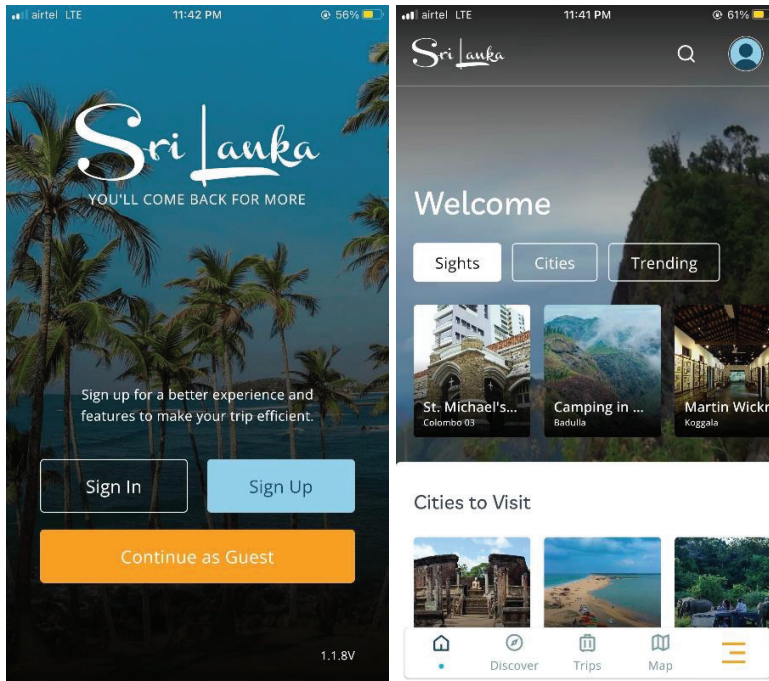 airtel LTE 11:42 PM 56%
Sri Lanka
YOU'LL COME BACK FOR MORE
Sign up for a better experience and
features to make your trip efficient.
Sign In Sign Up
Continue as Guest
1.1.8V
airtel LTE 11:41 PM 61%
Sri Lanka
Welcome
Sights Cities Trending
St. Michael's... Camping in ... Martin Wickr
Colombo 03 Badulla Koggala
Cities to Visit
Discover Trips Map